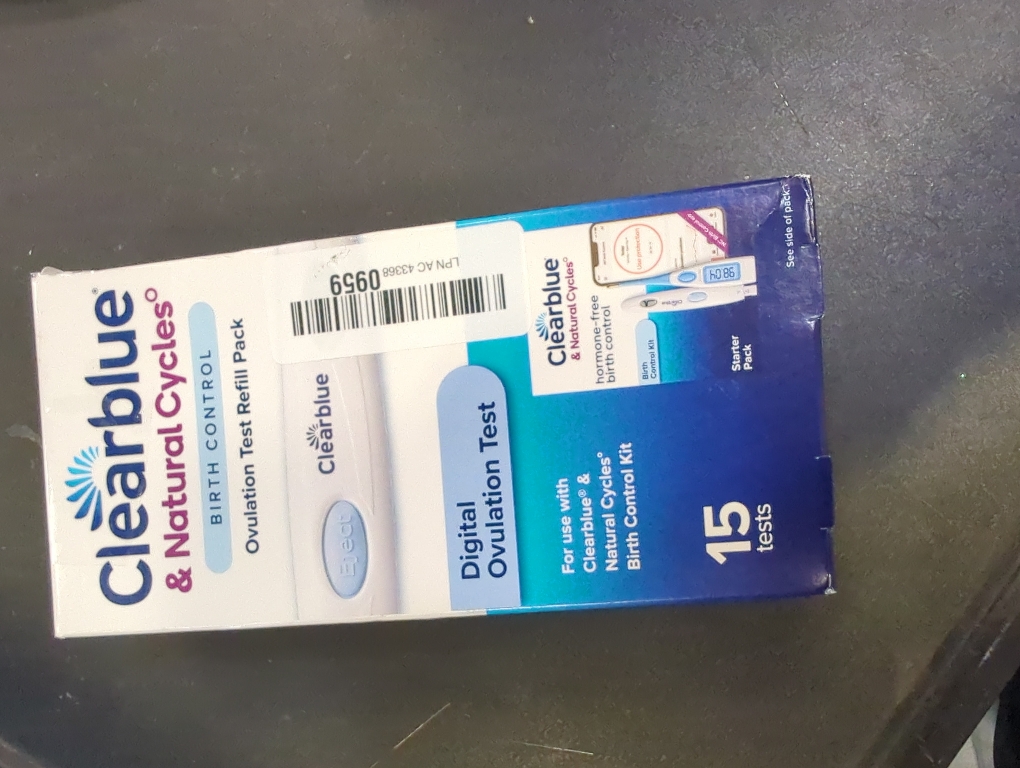 Clearblue®
& Natural Cycles°
BIRTH CONTROL
Ovulation Test Refill Pack
LPN AC 43368
0959
Eject
Clearblue
Digital
Ovulation Test
For use with
Clearblue® &
Natural Cycles°
Birth Control Kit
Clearblue®
& Natural Cycles°
hormone-free
birth control
Birth
Control Kit
Use protection
Starter
Pack
15
tests
See side of pack.